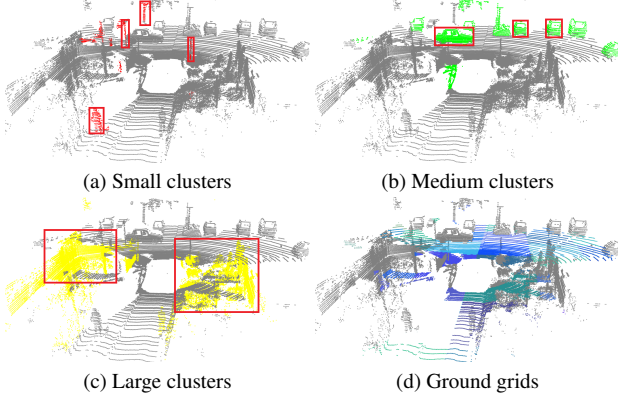 (a) Small clusters
(b) Medium clusters
(c) Large clusters
(d) Ground grids